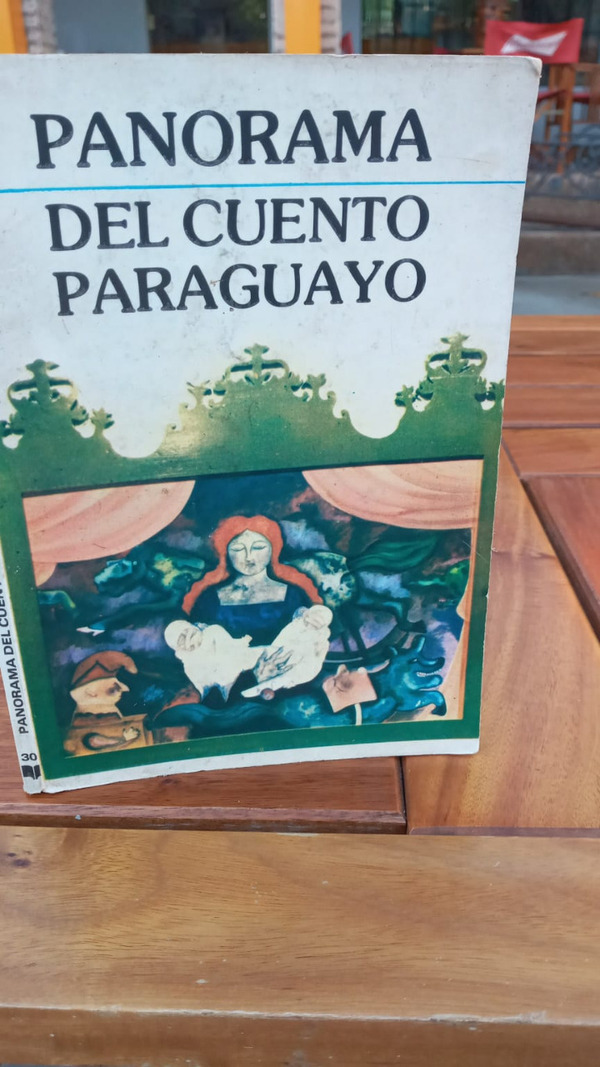 PANORAMA
DEL CUENTO
PARAGUAYO
PANORAMA DEL CUEN
30